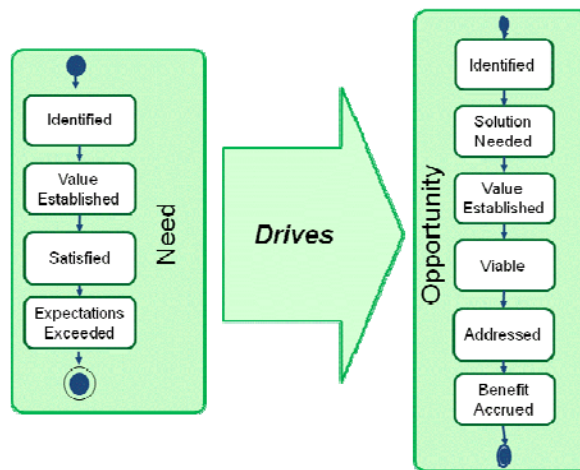 Identified
Value
Established
Satisfied
Expectations
Exceeded
Need
Drives
Opportunity
Identified
Solution
Needed
Value
Established
Viable
Addressed
Benefit
Accrued